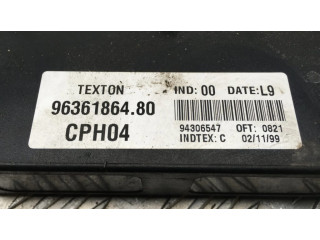 TEXTON IND: 00 DATE: L9
96361864.80
CPH04
94306547 OFT: 0821
INDTEX: C 02/11/99